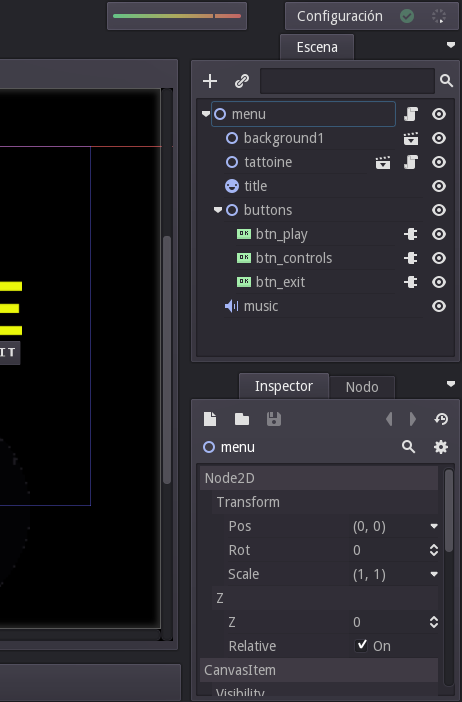 Configuración
Escena
menu
background1
tattoine
title
buttons
OK btn_play
OK btn_controls
OK btn_exit
music
IT
Inspector Nodo
menu
Node2D
Transform
Pos (0, 0)
Rot 0
Scale (1, 1)
Z
Z 0
Relative On
CanvasItem
Visibility